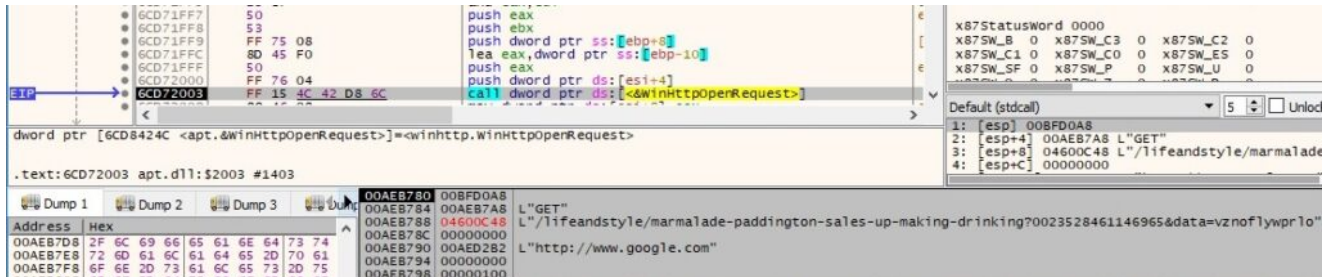 6CD71FF7 50 push eax
6CD71FF8 53 push ebx
6CD71FF9 FF 75 08 push dword ptr ss:[ebp+8]
6CD71FFC 8D 45 F0 lea eax,dword ptr ss:[ebp-10]
6CD71FFF 50 push eax
6CD72000 FF 76 04 push dword ptr ds:[esi+4]
EIP 6CD72003 FF 15 4C 42 D8 6C call dword ptr ds:[<&WinHttpOpenRequest>]
dword ptr [6CD8424C <apt.&WinHttpOpenRequest>]=<winhttp.WinHttpOpenRequest>
.text:6CD72003 apt.dll:$2003 #1403
x87StatusWord 0000
x87SW_B 0 x87SW_C3 0 x87SW_C2 0
x87SW_C1 0 x87SW_C0 0 x87SW_ES 0
x87SW_SF 0 x87SW_P 0 x87SW_U 0
Default (stdcall) 5 Unloc
1: [esp] 00BFD0A8
2: [esp+4] 00AEB7A8 L"GET"
3: [esp+8] 04600C48 L"/lifeandstyle/marmalade
4: [esp+C] 00000000
Dump 1 Dump 2 Dump 3 Dump
Address Hex
00AEB7D8 2F 6C 69 66 65 61 6E 64 73 74
00AEB7E8 72 6D 61 6C 61 64 65 2D 70 61
00AEB7F8 6F 6E 2D 73 61 6C 65 73 2D 75
00AEB780 00BFD0A8
00AEB784 00AEB7A8 L"GET"
00AEB788 04600C48 L"/lifeandstyle/marmalade-paddington-sales-up-making-drinking?0023528461146965&data=vznoflywprlo"
00AEB78C 00000000
00AEB790 00AED2B2 L"http://www.google.com"
00AEB794 00000000
00AEB798 00000100